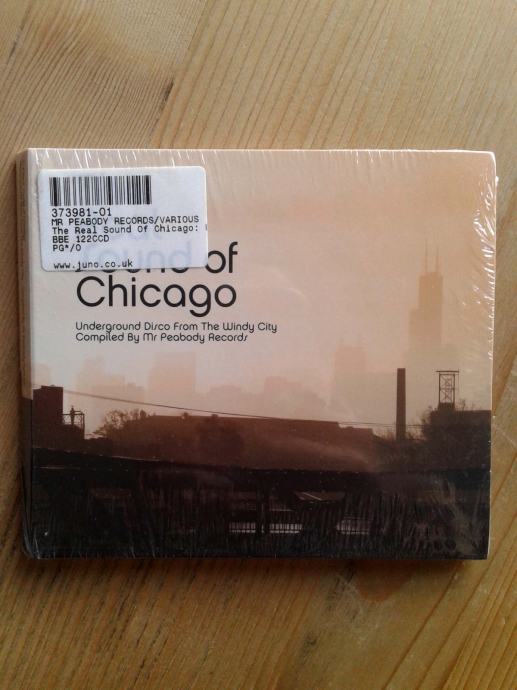 373981-01
MR PEABODY RECORDS/VARIOUS
The Real Sound Of Chicago:
BBE 122CCD
PG*/O
www.juno.co.uk
Sound of
Chicago
Underground Disco From The Windy City
Compiled By Mr Peabody Records